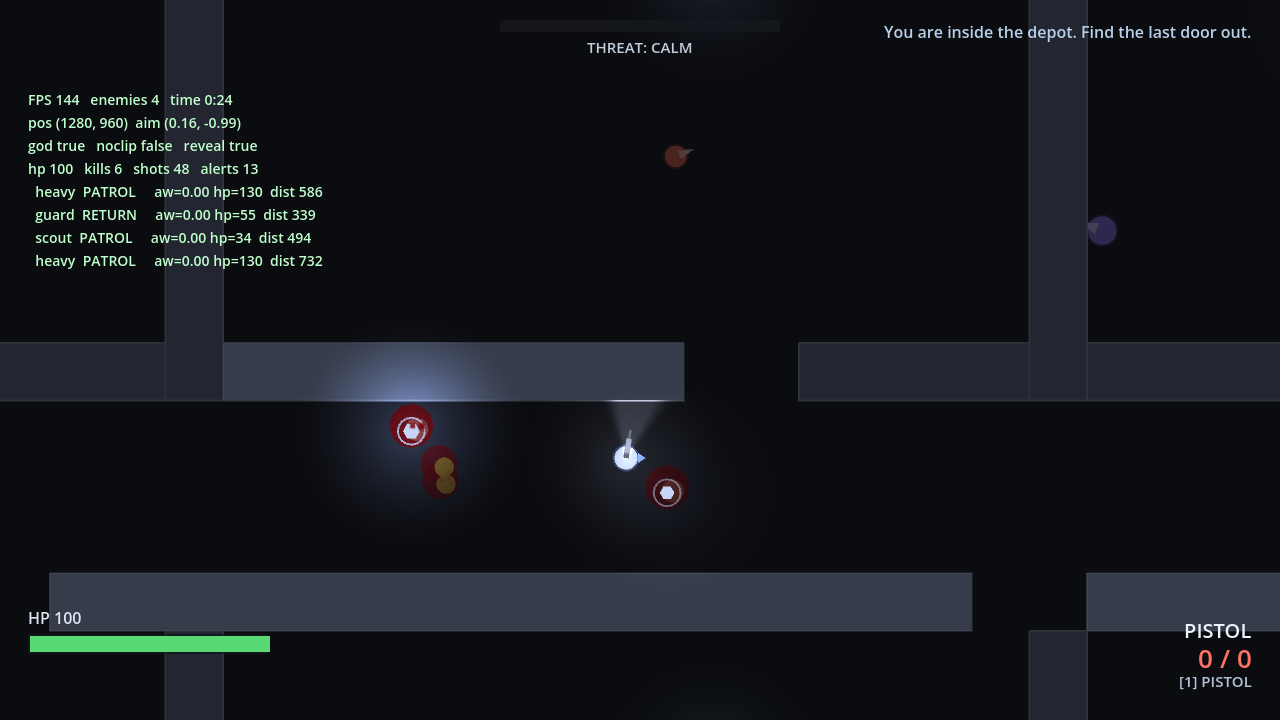 THREAT: CALM
You are inside the depot. Find the last door out.
FPS 144 enemies 4 time 0:24
pos (1280, 960) aim (0.16, -0.99)
god true noclip false reveal true
hp 100 kills 6 shots 48 alerts 13
heavy PATROL aw=0.00 hp=130 dist 586
guard RETURN aw=0.00 hp=55 dist 339
scout PATROL aw=0.00 hp=34 dist 494
heavy PATROL aw=0.00 hp=130 dist 732
HP 100
PISTOL
0 / 0
[1] PISTOL